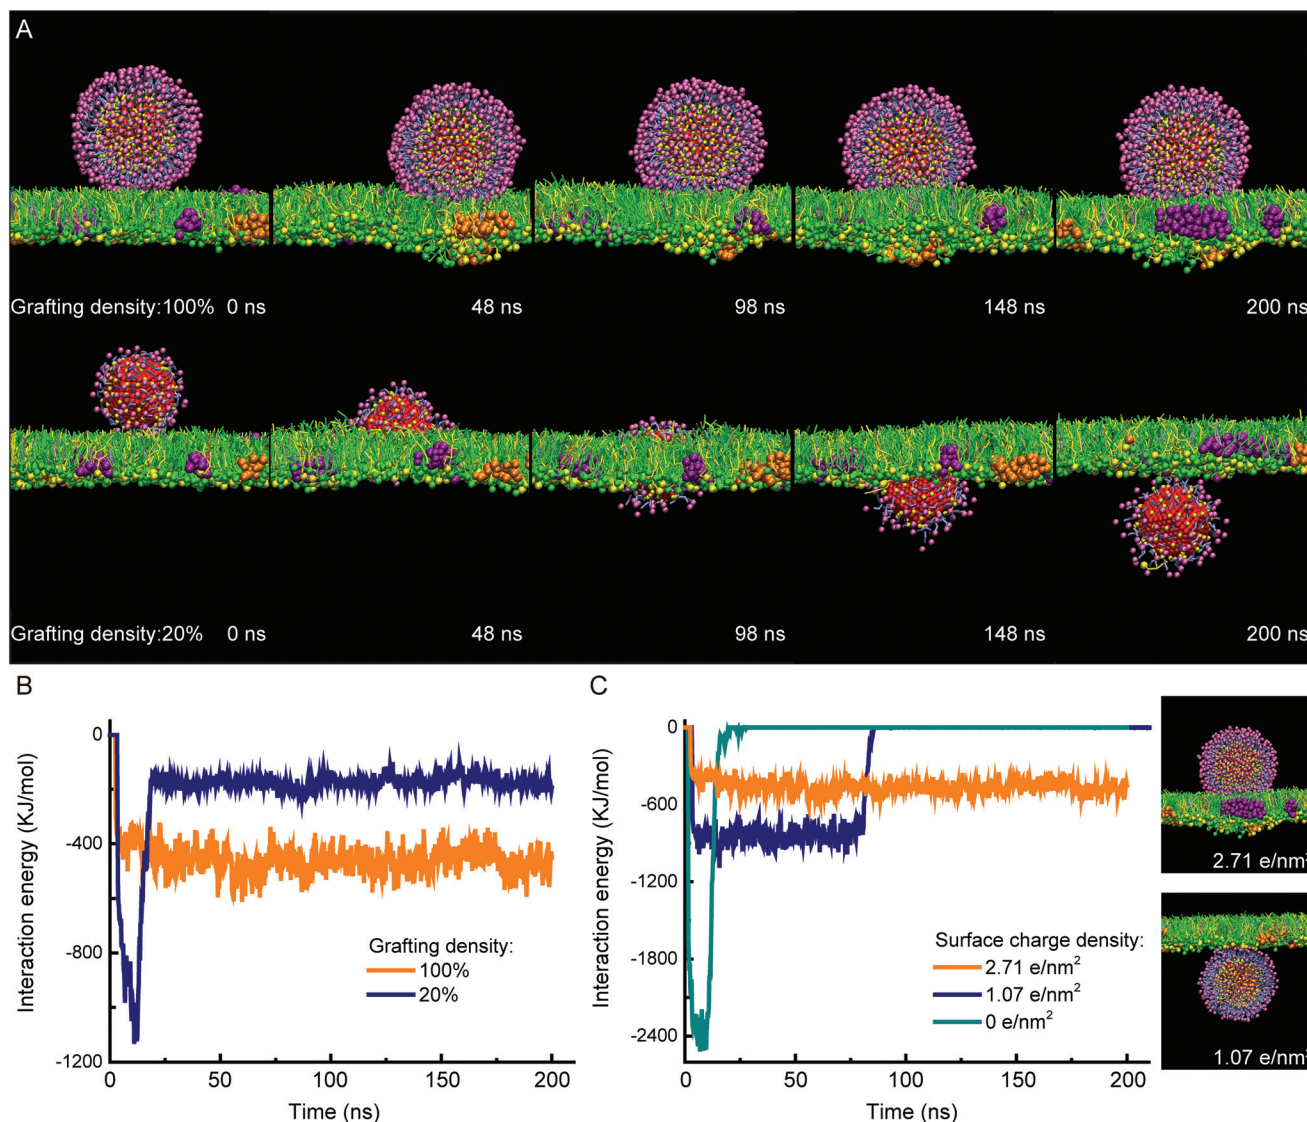 A
Grafting density:100% 0 ns 48 ns 98 ns 148 ns 200 ns
Grafting density:20% 0 ns 48 ns 98 ns 148 ns 200 ns
B
0
-400
-800
-1200
Interaction energy (KJ/mol)
Grafting density:
100%
20%
0 50 100 150 200
Time (ns)
C
0
-600
-1200
-1800
-2400
Interaction energy (KJ/mol)
Surface charge density:
2.71 e/nm²
1.07 e/nm²
0 e/nm²
0 50 100 150 200
Time (ns)
2.71 e/nm²
1.07 e/nm²